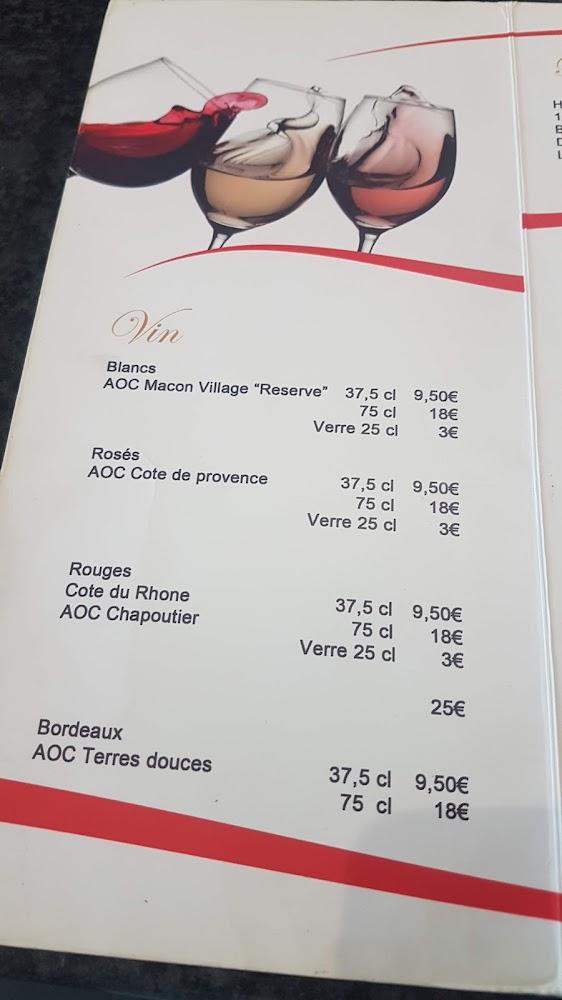 Vin
Blancs
AOC Macon Village "Reserve" 37,5 cl 9,50€
75 cl 18€
Verre 25 cl 3€
Rosés
AOC Cote de provence 37,5 cl 9,50€
75 cl 18€
Verre 25 cl 3€
Rouges
Cote du Rhone 37,5 cl 9,50€
AOC Chapoutier 75 cl 18€
Verre 25 cl 3€
25€
Bordeaux
AOC Terres douces 37,5 cl 9,50€
75 cl 18€